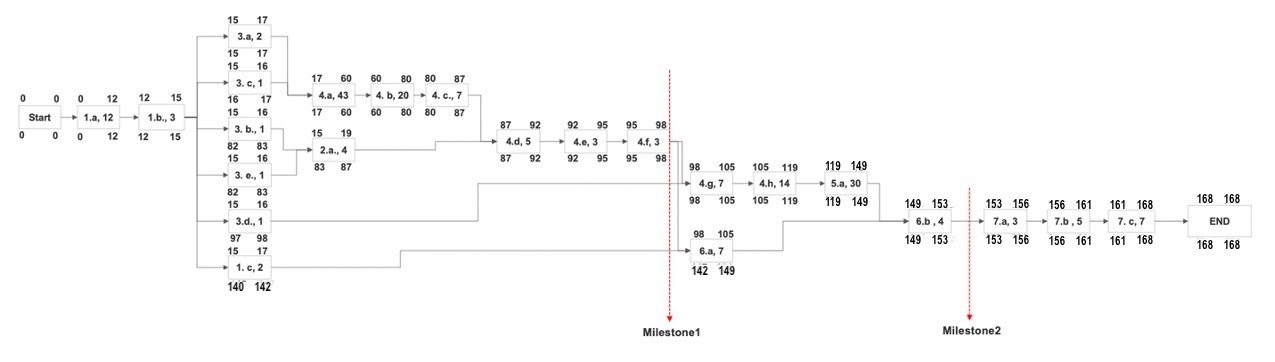 0 0
Start
0 0
0 12
1.a, 12
0 12
12 15
1.b., 3
12 15
15 17
3.a, 2
15 17
15 16
3. c, 1
16 17
15 16
3. b., 1
82 83
15 16
3. e., 1
82 83
15 16
3.d., 1
97 98
15 17
1. c, 2
140 142
17 60
4.a, 43
17 60
60 80
4. b, 20
60 80
80 87
4. c., 7
80 87
15 19
2.a., 4
83 87
87 92
4.d, 5
87 92
92 95
4.e, 3
92 95
95 98
4.f, 3
95 98
98 105
4.g, 7
98 105
105 119
4.h, 14
105 119
119 149
5.a, 30
119 149
98 105
6.a, 7
142 149
149 153
6.b , 4
149 153
153 156
7.a, 3
153 156
156 161
7.b , 5
156 161
161 168
7. c, 7
161 168
168 168
END
168 168
Milestone1
Milestone2